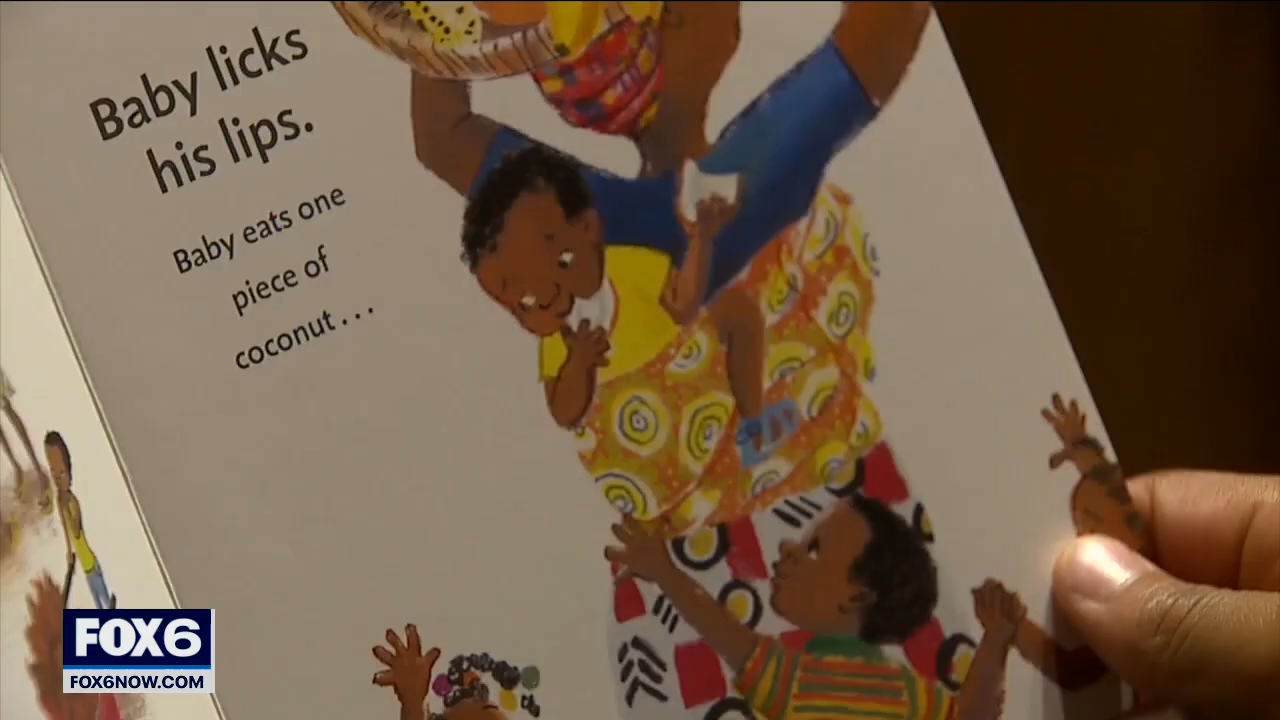 Baby licks
his lips.
Baby eats one
piece of
coconut . . .
FOX6
FOX6NOW.COM